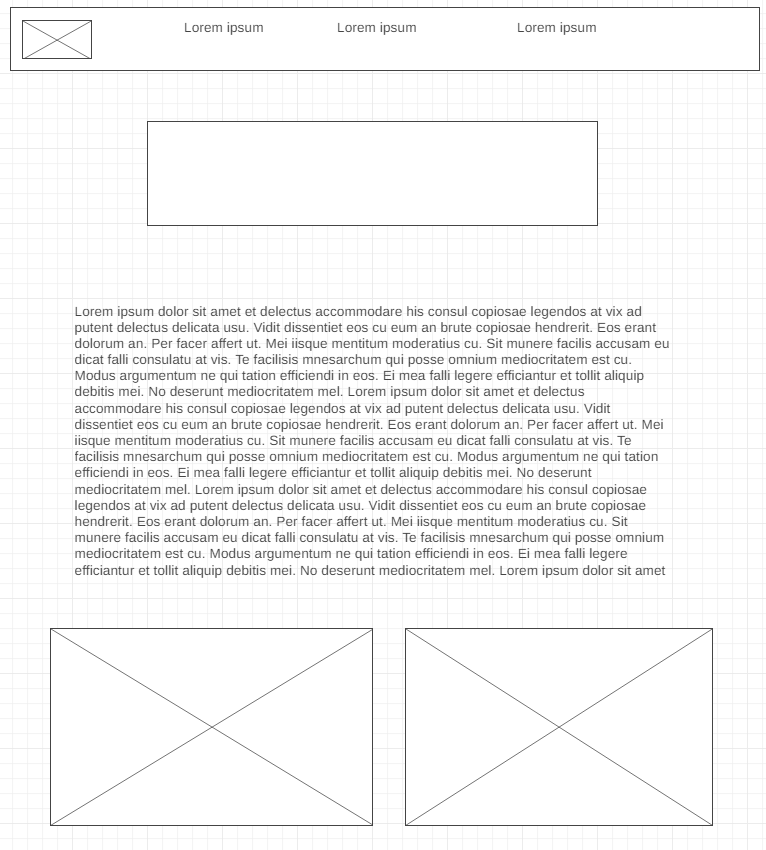 Lorem ipsum Lorem ipsum Lorem ipsum
Lorem ipsum dolor sit amet et delectus accommodare his consul copiosae legendos at vix ad
putent delectus delicata usu. Vidit dissentiet eos cu eum an brute copiosae hendrerit. Eos erant
dolorum an. Per facer affert ut. Mei iisque mentitum moderatius cu. Sit munere facilis accusam eu
dicat falli consulatu at vis. Te facilisis mnesarchum qui posse omnium mediocritatem est cu.
Modus argumentum ne qui tation efficiendi in eos. Ei mea falli legere efficiantur et tollit aliquip
debitis mei. No deserunt mediocritatem mel. Lorem ipsum dolor sit amet et delectus
accommodare his consul copiosae legendos at vix ad putent delectus delicata usu. Vidit
dissentiet eos cu eum an brute copiosae hendrerit. Eos erant dolorum an. Per facer affert ut. Mei
iisque mentitum moderatius cu. Sit munere facilis accusam eu dicat falli consulatu at vis. Te
facilisis mnesarchum qui posse omnium mediocritatem est cu. Modus argumentum ne qui tation
efficiendi in eos. Ei mea falli legere efficiantur et tollit aliquip debitis mei. No deserunt
mediocritatem mel. Lorem ipsum dolor sit amet et delectus accommodare his consul copiosae
legendos at vix ad putent delectus delicata usu. Vidit dissentiet eos cu eum an brute copiosae
hendrerit. Eos erant dolorum an. Per facer affert ut. Mei iisque mentitum moderatius cu. Sit
munere facilis accusam eu dicat falli consulatu at vis. Te facilisis mnesarchum qui posse omnium
mediocritatem est cu. Modus argumentum ne qui tation efficiendi in eos. Ei mea falli legere
efficiantur et tollit aliquip debitis mei. No deserunt mediocritatem mel. Lorem ipsum dolor sit amet